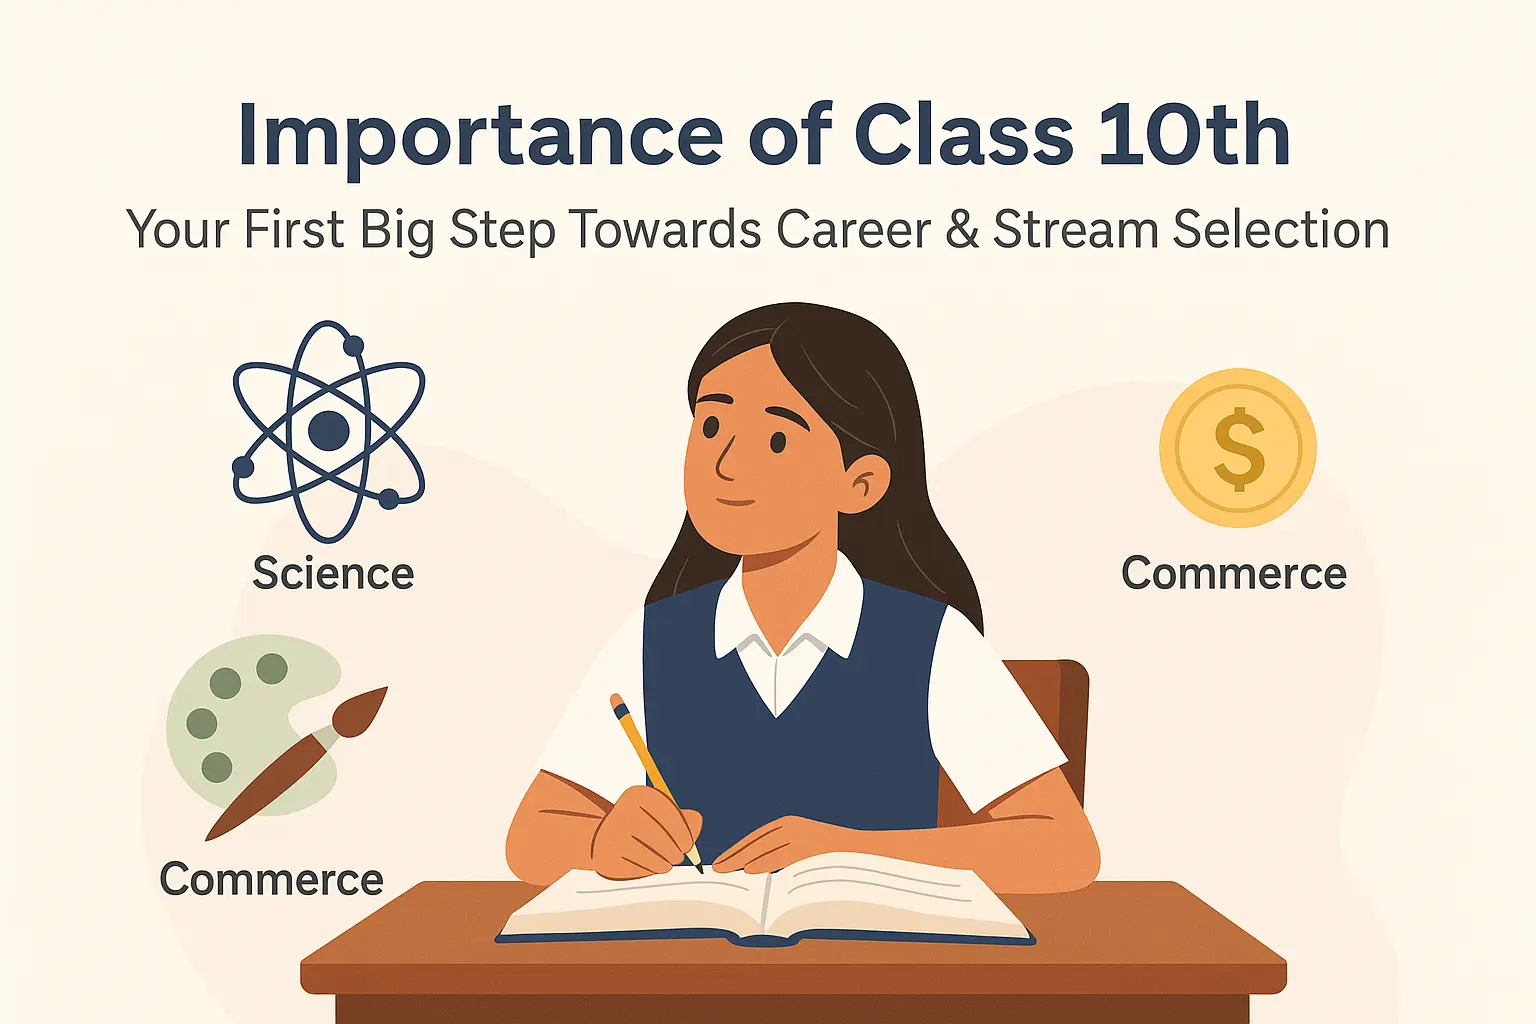 Importance of Class 10th
Your First Big Step Towards Career & Stream Selection
Science
$
Commerce
Commerce